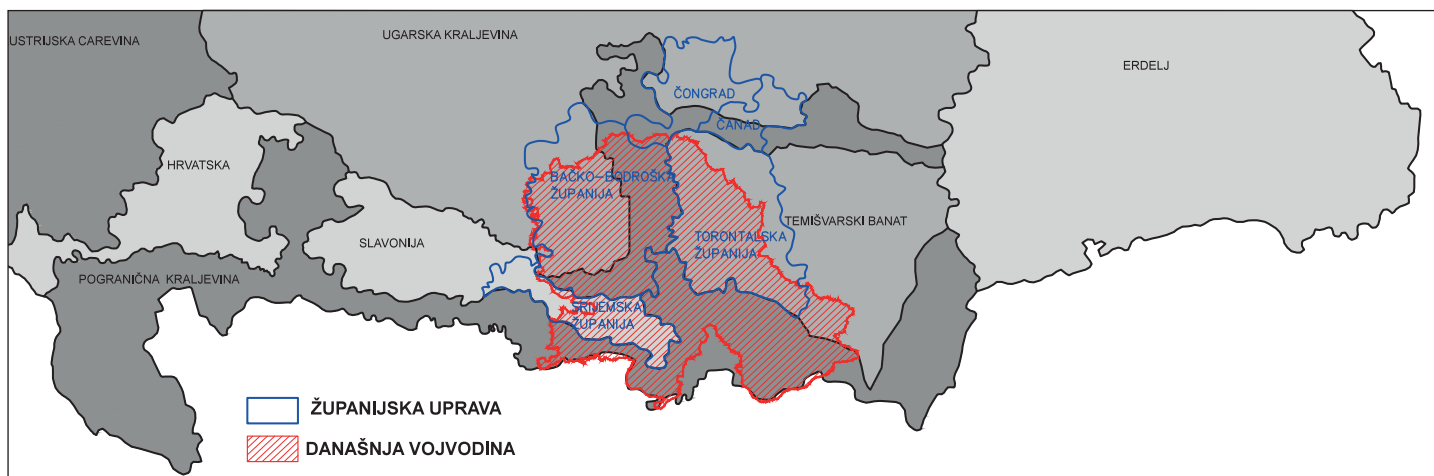 USTRIJSKA CAREVINA
UGARSKA KRALJEVINA
ERDELJ
ČONGRAD
ČANAD
HRVATSKA
BAČKO-BODROŠKA
ŽUPANIJA
TEMIŠVARSKI BANAT
SLAVONIJA
TORONTALSKA
ŽUPANIJA
POGRANIČNA KRALJEVINA
SRIJEMSKA
ŽUPANIJA
ŽUPANIJSKA UPRAVA
DANAŠNJA VOJVODINA